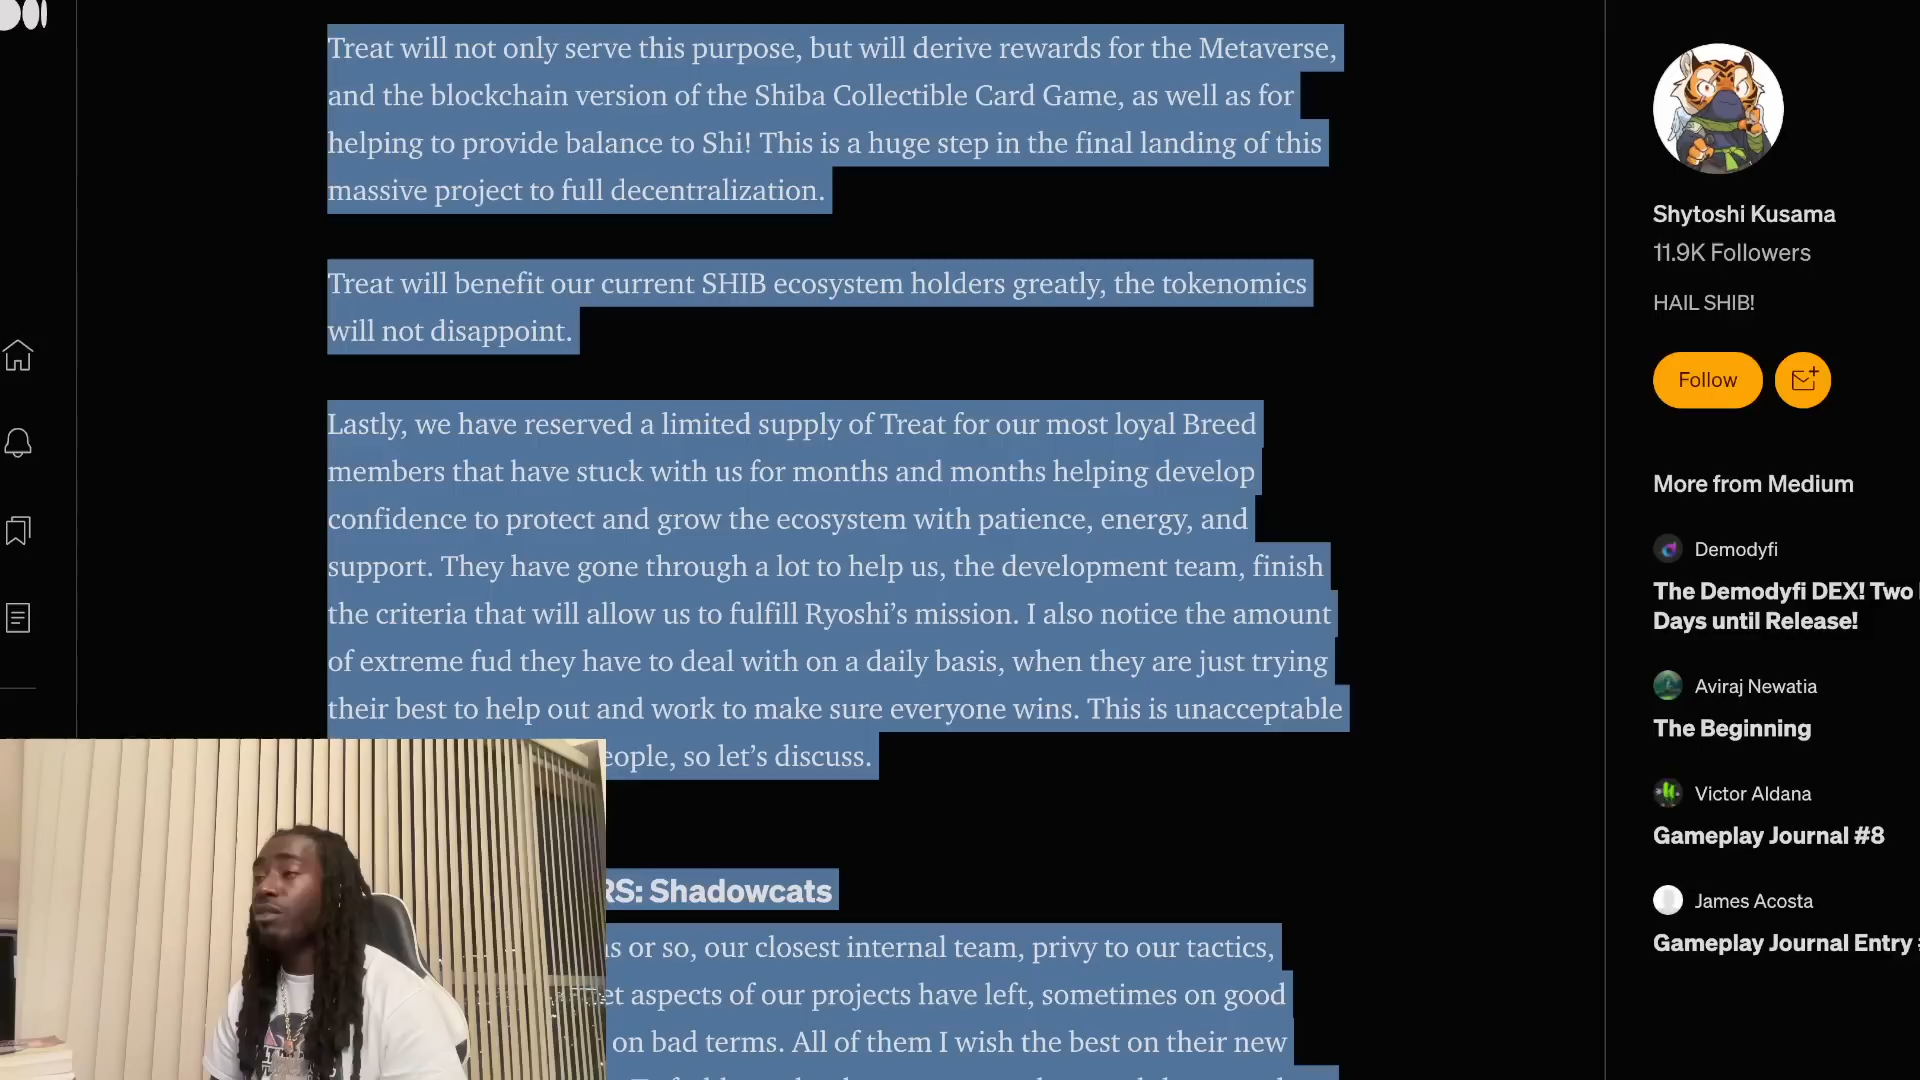 Treat will not only serve this purpose, but will derive rewards for the Metaverse,
and the blockchain version of the Shiba Collectible Card Game, as well as for
helping to provide balance to Shi! This is a huge step in the final landing of this
massive project to full decentralization.
Treat will benefit our current SHIB ecosystem holders greatly, the tokenomics
will not disappoint.
Lastly, we have reserved a limited supply of Treat for our most loyal Breed
members that have stuck with us for months and months helping develop
confidence to protect and grow the ecosystem with patience, energy, and
support. They have gone through a lot to help us, the development team, finish
the criteria that will allow us to fulfill Ryoshi’s mission. I also notice the amount
of extreme fud they have to deal with on a daily basis, when they are just trying
their best to help out and work to make sure everyone wins. This is unacceptable
eople, so let’s discuss.
RS: Shadowcats
or so, our closest internal team, privy to our tactics,
aspects of our projects have left, sometimes on good
on bad terms. All of them I wish the best on their new
Shytoshi Kusama
11.9K Followers
HAIL SHIB!
Follow
More from Medium
Demodyfi
The Demodyfi DEX! Two
Days until Release!
Aviraj Newatia
The Beginning
Victor Aldana
Gameplay Journal #8
James Acosta
Gameplay Journal Entry